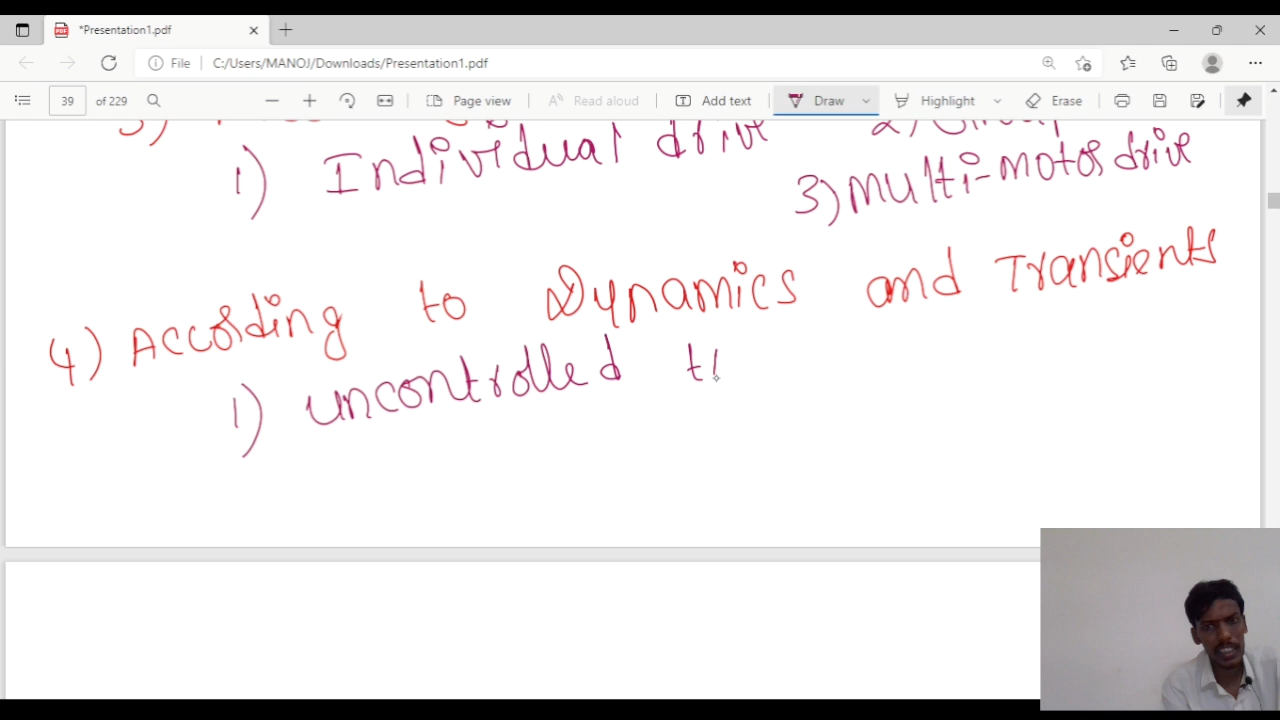 *Presentation1.pdf
File C:/Users/MANOJ/Downloads/Presentation1.pdf
39 of 229 Page view Read aloud Add text Draw Highlight Erase
1) Individual drive
3) multi-motor drive
4) According to Dynamics and Transients
1) uncontrolled